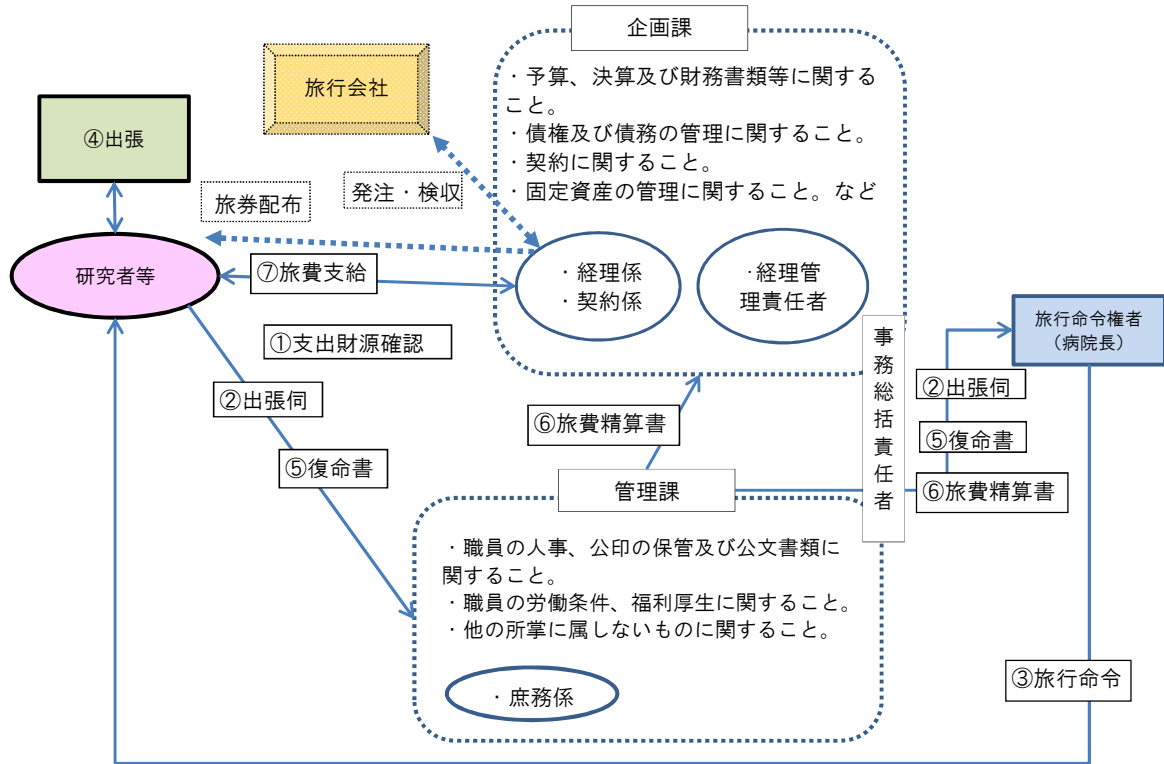 企画課
旅行会社
・予算、決算及び財務書類等に関する
こと。
・債権及び債務の管理に関すること。
・契約に関すること。
・固定資産の管理に関すること。など
④出張
発注・検収
旅券配布
研究者等
⑦旅費支給
・経理係
・契約係
・経理管
理責任者
①支出財源確認
旅行命令権者
（病院長）
事務総括責任者
②出張伺
②出張伺
⑥旅費精算書
⑤復命書
⑤復命書
管理課
⑥旅費精算書
・職員の人事、公印の保管及び公文書類に
関すること。
・職員の労働条件、福利厚生に関すること。
・他の所掌に属しないものに関すること。
・庶務係
③旅行命令